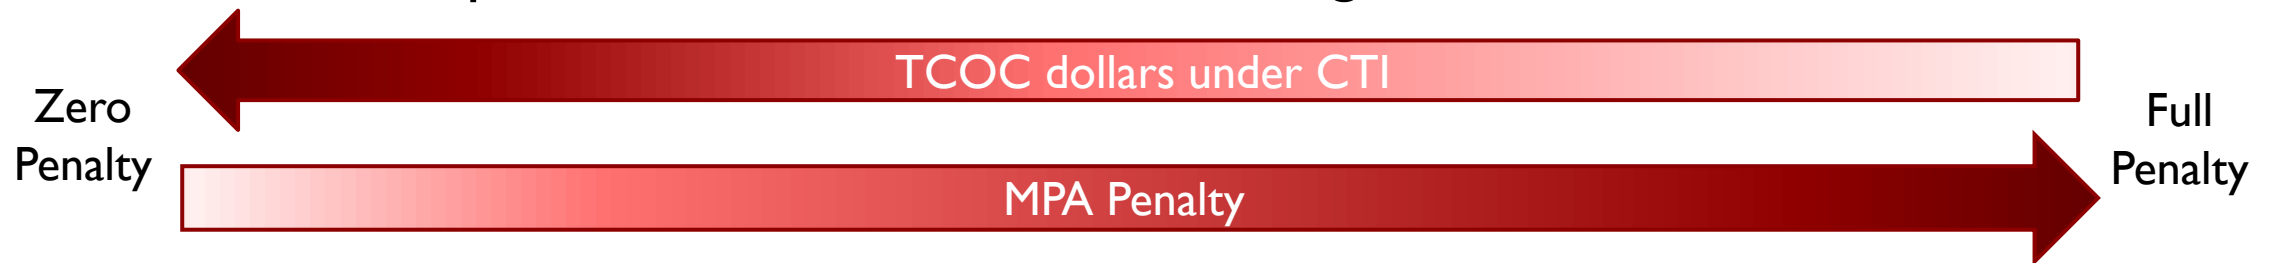 TCOC dollars under CTI
Zero
Penalty
Full
Penalty
MPA Penalty